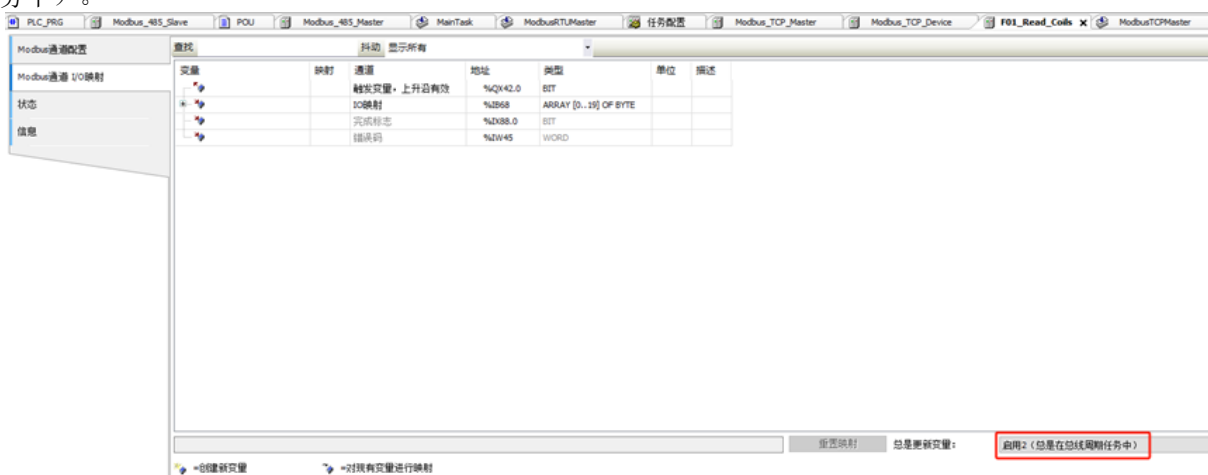 务中）。
PLC_PRG Modbus_485_Slave POU Modbus_485_Master MainTask ModbusRTUMaster 任务配置 Modbus_TCP_Master Modbus_TCP_Device F01_Read_Coils ModbusTCPMaster
Modbus通道配置 查找 抖动 显示所有
Modbus通道 I/O映射 变量 映射 通道 地址 类型 单位 描述
触发变量，上升沿有效 %QX42.0 BIT
状态 IO映射 %IB68 ARRAY [0..19] OF BYTE
完成标志 %IX88.0 BIT
信息 错误码 %IW45 WORD
重置映射 总是更新变量： 启用2（总是在总线周期任务中）
=创建新变量 =对现有变量进行映射